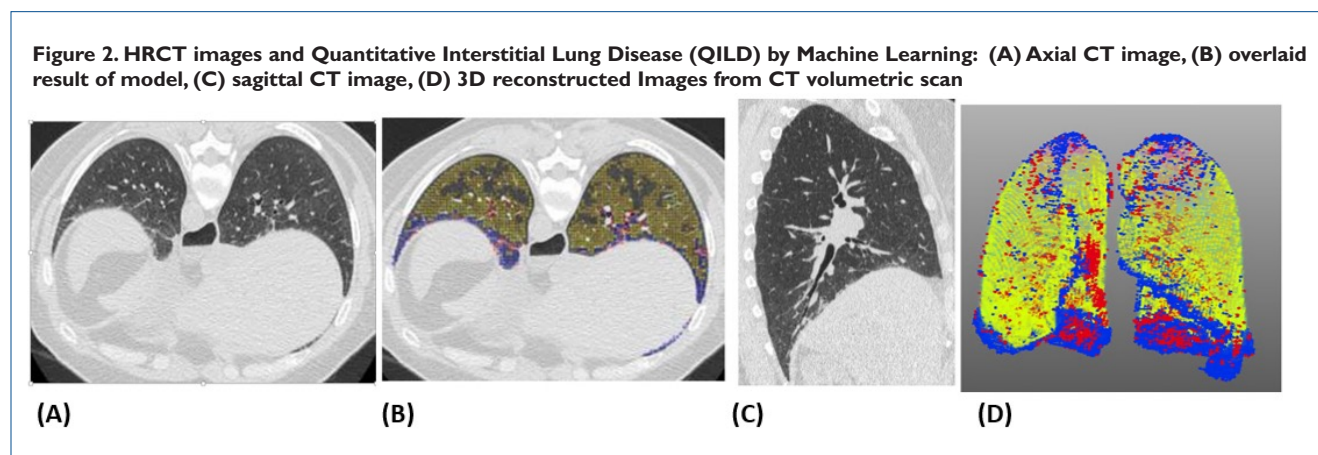 Figure 2. HRCT images and Quantitative Interstitial Lung Disease (QILD) by Machine Learning: (A) Axial CT image, (B) overlaid
result of model, (C) sagittal CT image, (D) 3D reconstructed Images from CT volumetric scan
(A) (B) (C) (D)